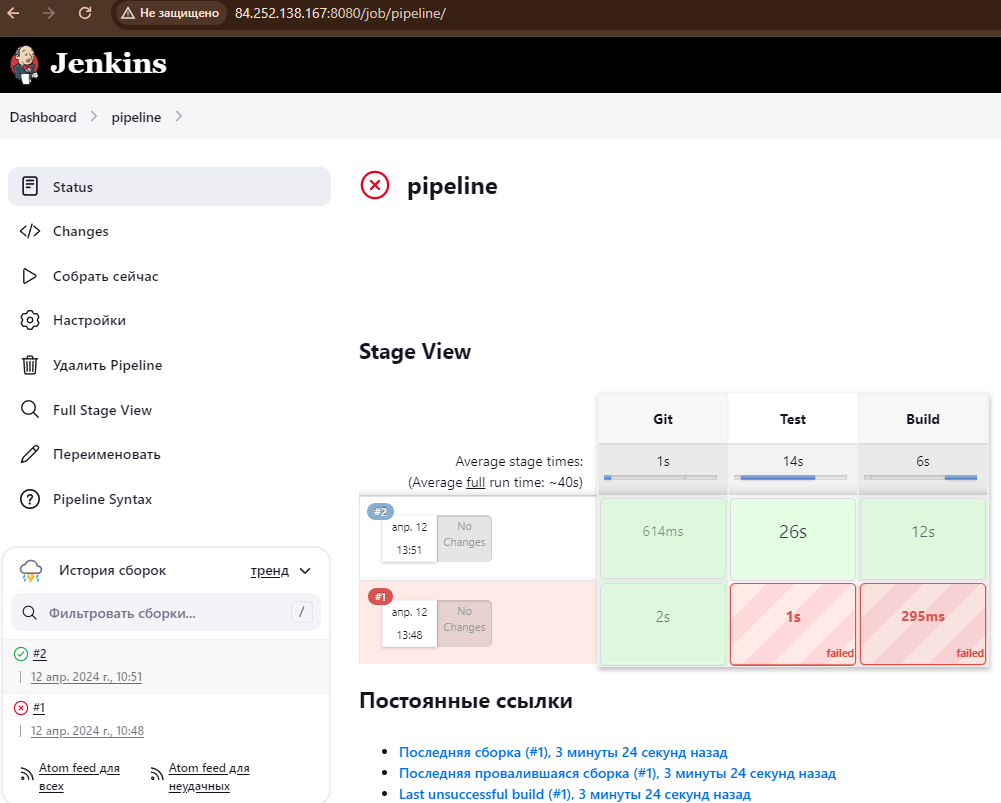 Не защищено
84.252.138.167:8080/job/pipeline/
Jenkins
Dashboard
pipeline
Status
Changes
Собрать сейчас
Настройки
Удалить Pipeline
Full Stage View
Переименовать
Pipeline Syntax
История сборок
тренд
Фильтровать сборки...
/
#2
12 апр. 2024 г., 10:51
#1
12 апр. 2024 г., 10:48
Atom feed для
всех
Atom feed для
неудачных
pipeline
Stage View
Git
Test
Build
Average stage times:
(Average full run time: ~40s)
1s
14s
6s
#2
апр. 12
13:51
No
Changes
614ms
26s
12s
#1
апр. 12
13:48
No
Changes
2s
1s
failed
295ms
failed
Постоянные ссылки
Последняя сборка (#1), 3 минуты 24 секунд назад
Последняя провалившаяся сборка (#1), 3 минуты 24 секунд назад
Last unsuccessful build (#1), 3 минуты 24 секунд назад